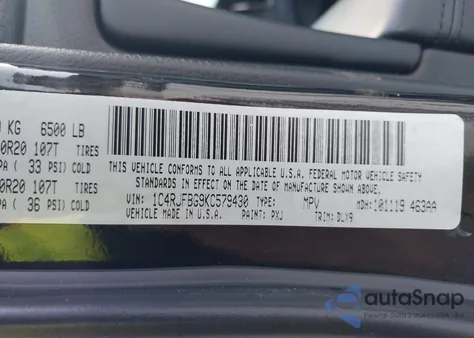 KG 6500 LB
0R20 107T TIRES
PA ( 33 PSI) COLD
0R20 107T TIRES
PA ( 36 PSI) COLD
THIS VEHICLE CONFORMS TO ALL APPLICABLE U.S.A. FEDERAL MOTOR VEHICLE SAFETY
STANDARDS IN EFFECT ON THE DATE OF MANUFACTURE SHOWN ABOVE.
VIN: 1C4RJFBG9KC579430 TYPE: MPV MDH:101119 463AA
VEHICLE MADE IN U.S.A. PAINT: PXJ TRIM: DLX9
autoSnap